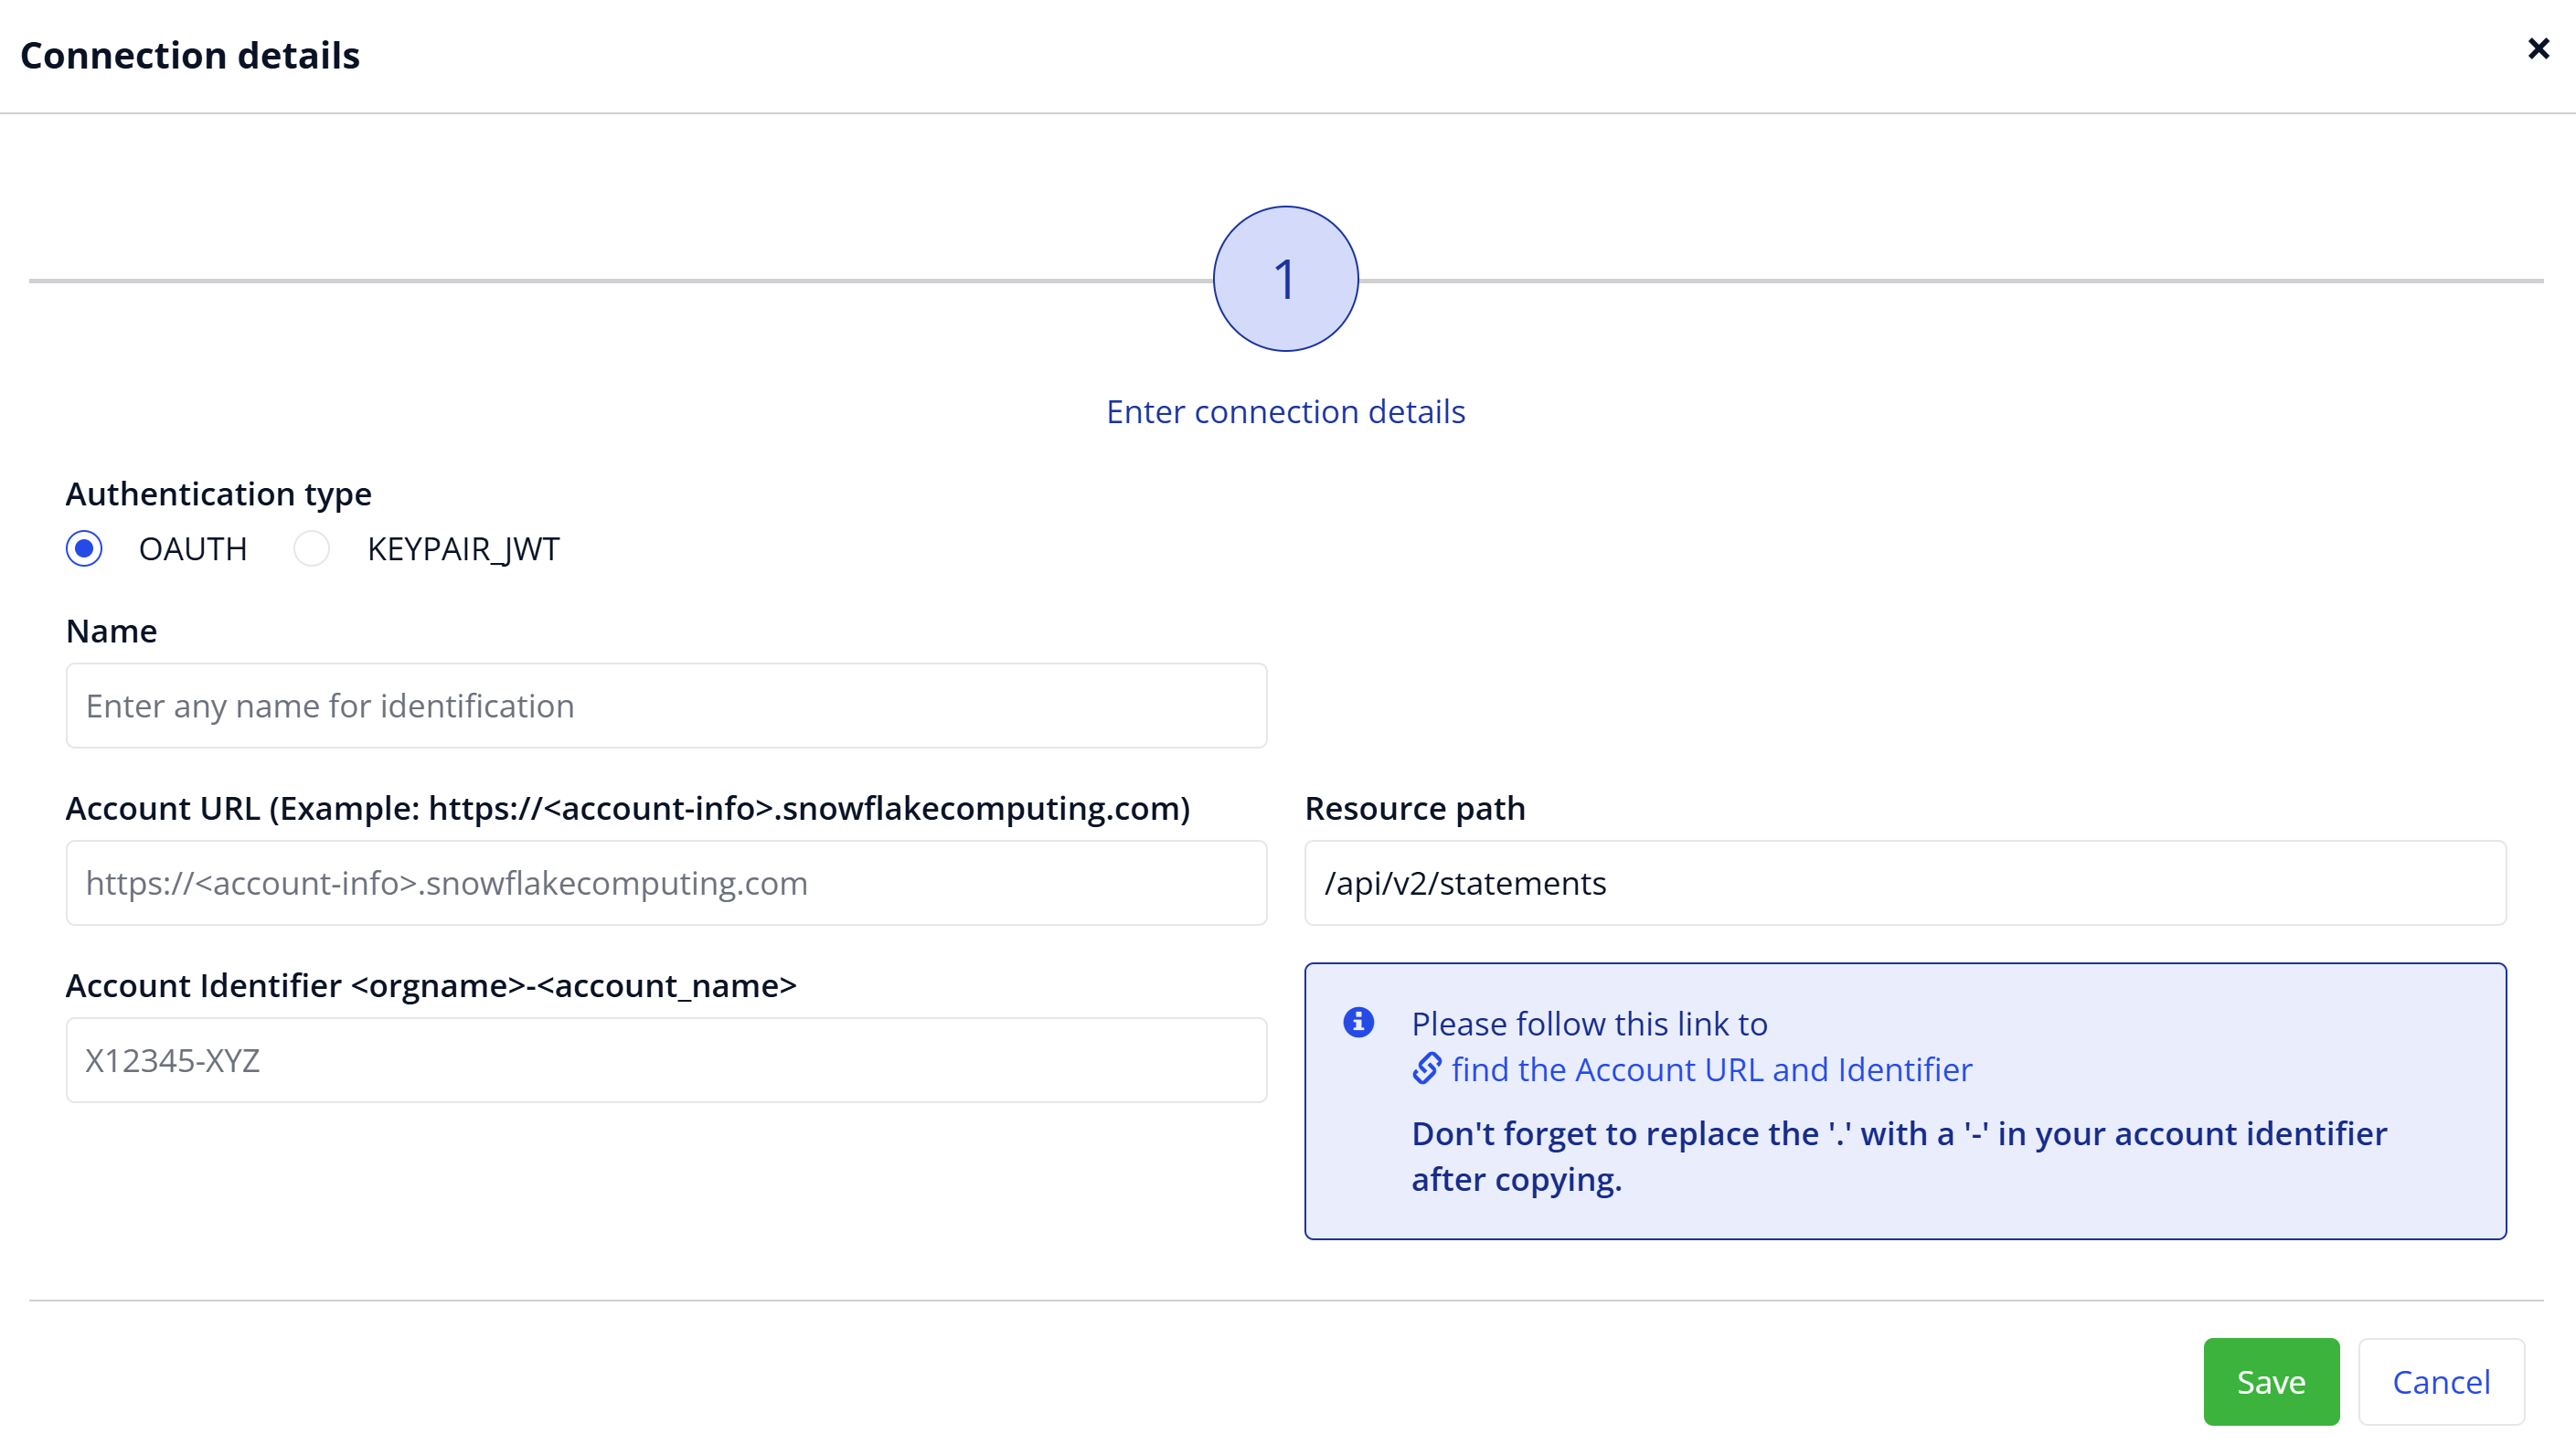 Connection details
1
Enter connection details
Authentication type
OAUTH KEYPAIR_JWT
Name
Enter any name for identification
Account URL (Example: https://<account-info>.snowflakecomputing.com)
https://<account-info>.snowflakecomputing.com
Resource path
/api/v2/statements
Account Identifier <orgname>-<account_name>
X12345-XYZ
Please follow this link to
find the Account URL and Identifier
Don't forget to replace the '.' with a '-' in your account identifier
after copying.
Save Cancel